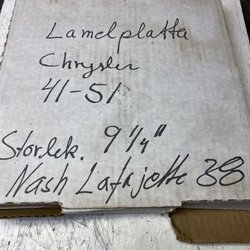 Lamelplatta
Chrysler
41-51
Storlek. 9 1/4"
Nash Lafajette 38